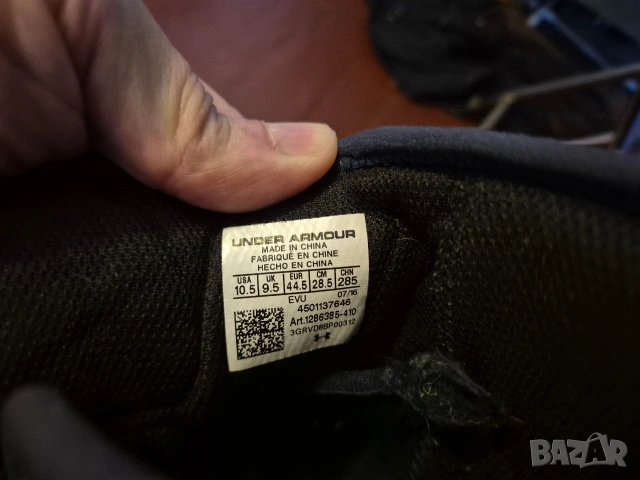 UNDER ARMOUR
MADE IN CHINA
FABRIQUÉ EN CHINE
HECHO EN CHINA
USA UK EUR CM CHN
10.5 9.5 44.5 28.5 285
EVU 07/16
4501137646
Art.1286385-410
3GRVD8BP00312
BAZAR